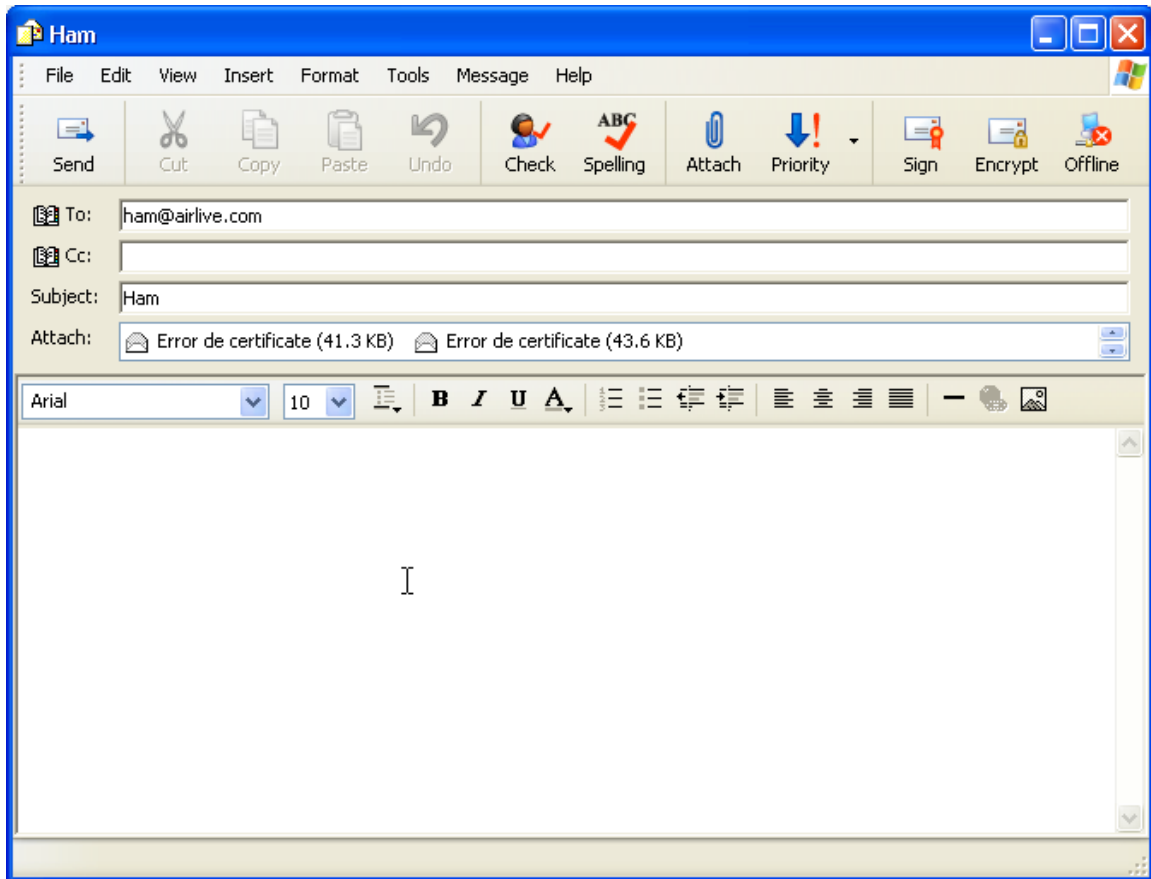 Ham
File Edit View Insert Format Tools Message Help
ABC
Send Cut Copy Paste Undo Check Spelling Attach Priority Sign Encrypt Offline
To: ham@airlive.com
Cc:
Subject: Ham
Attach: Error de certificate (41.3 KB) Error de certificate (43.6 KB)
Arial 10 B I U A